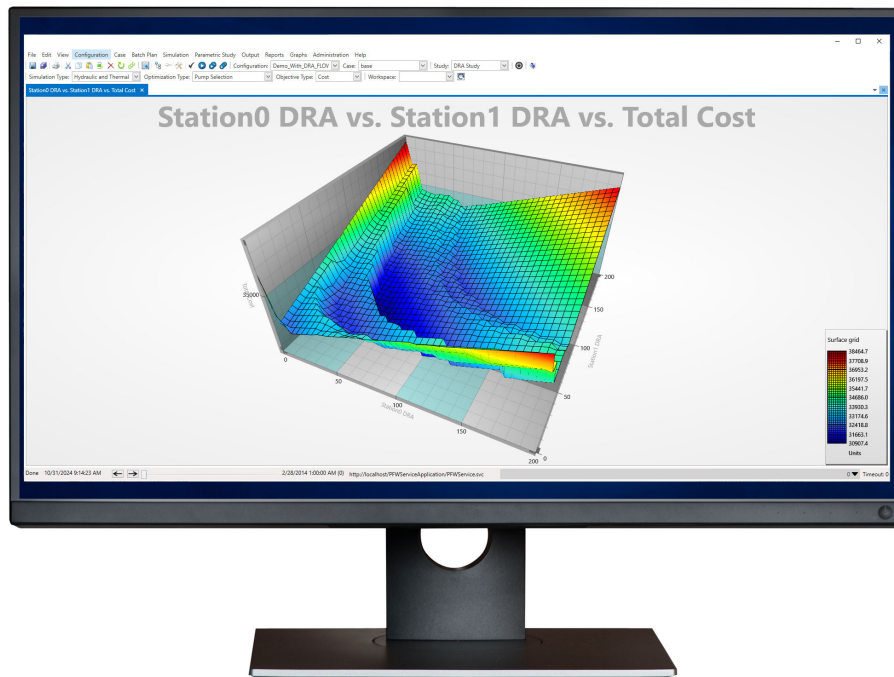 File Edit View Configuration Case Batch Plan Simulation Parametric Study Output Reports Graphs Administration Help
Configuration: Demo_With_DRA_FLOV Case: base Study: DRA Study
Simulation Type: Hydraulic and Thermal Optimization Type: Pump Selection Objective Type: Cost Workspace:
Station0 DRA vs. Station1 DRA vs. Total Cost ×
Station0 DRA vs. Station1 DRA vs. Total Cost
Total Cost
35000
0
50
100
150
200
Station0 DRA
0
50
100
150
200
Station1 DRA
Surface grid
38464.7
37708.9
36953.2
36197.5
35441.7
34686.0
33930.3
33174.6
32418.8
31663.1
30907.4
Units
Done 10/31/2024 9:14:23 AM 2/28/2014 1:00:00 AM (0) http://localhost/PFWServiceApplication/PFWService.svc 0 Timeout: 0